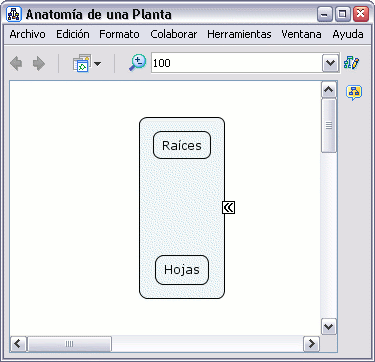 Anatomía de una Planta
Archivo Edición Formato Colaborar Herramientas Ventana Ayuda
100
Raíces
Hojas